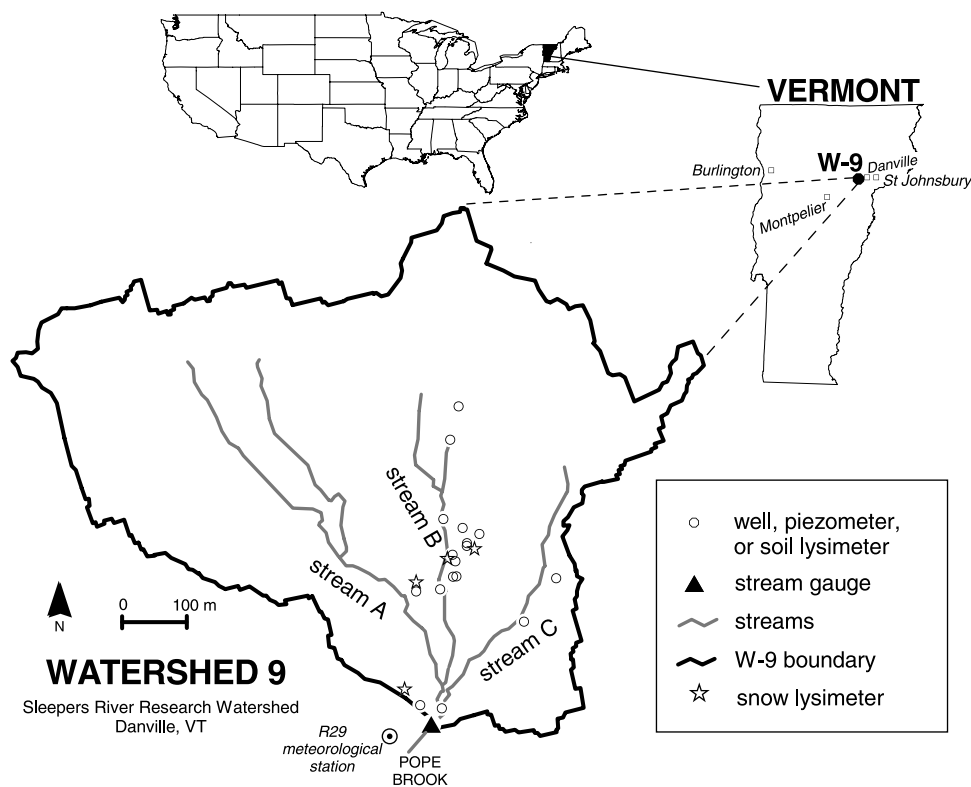 VERMONT
W-9
Danville
Burlington
St Johnsbury
Montpelier
stream B
stream A
stream C
well, piezometer,
or soil lysimeter
stream gauge
streams
W-9 boundary
snow lysimeter
N
0 100 m
WATERSHED 9
Sleepers River Research Watershed
Danville, VT
R29
meteorological
station
POPE
BROOK